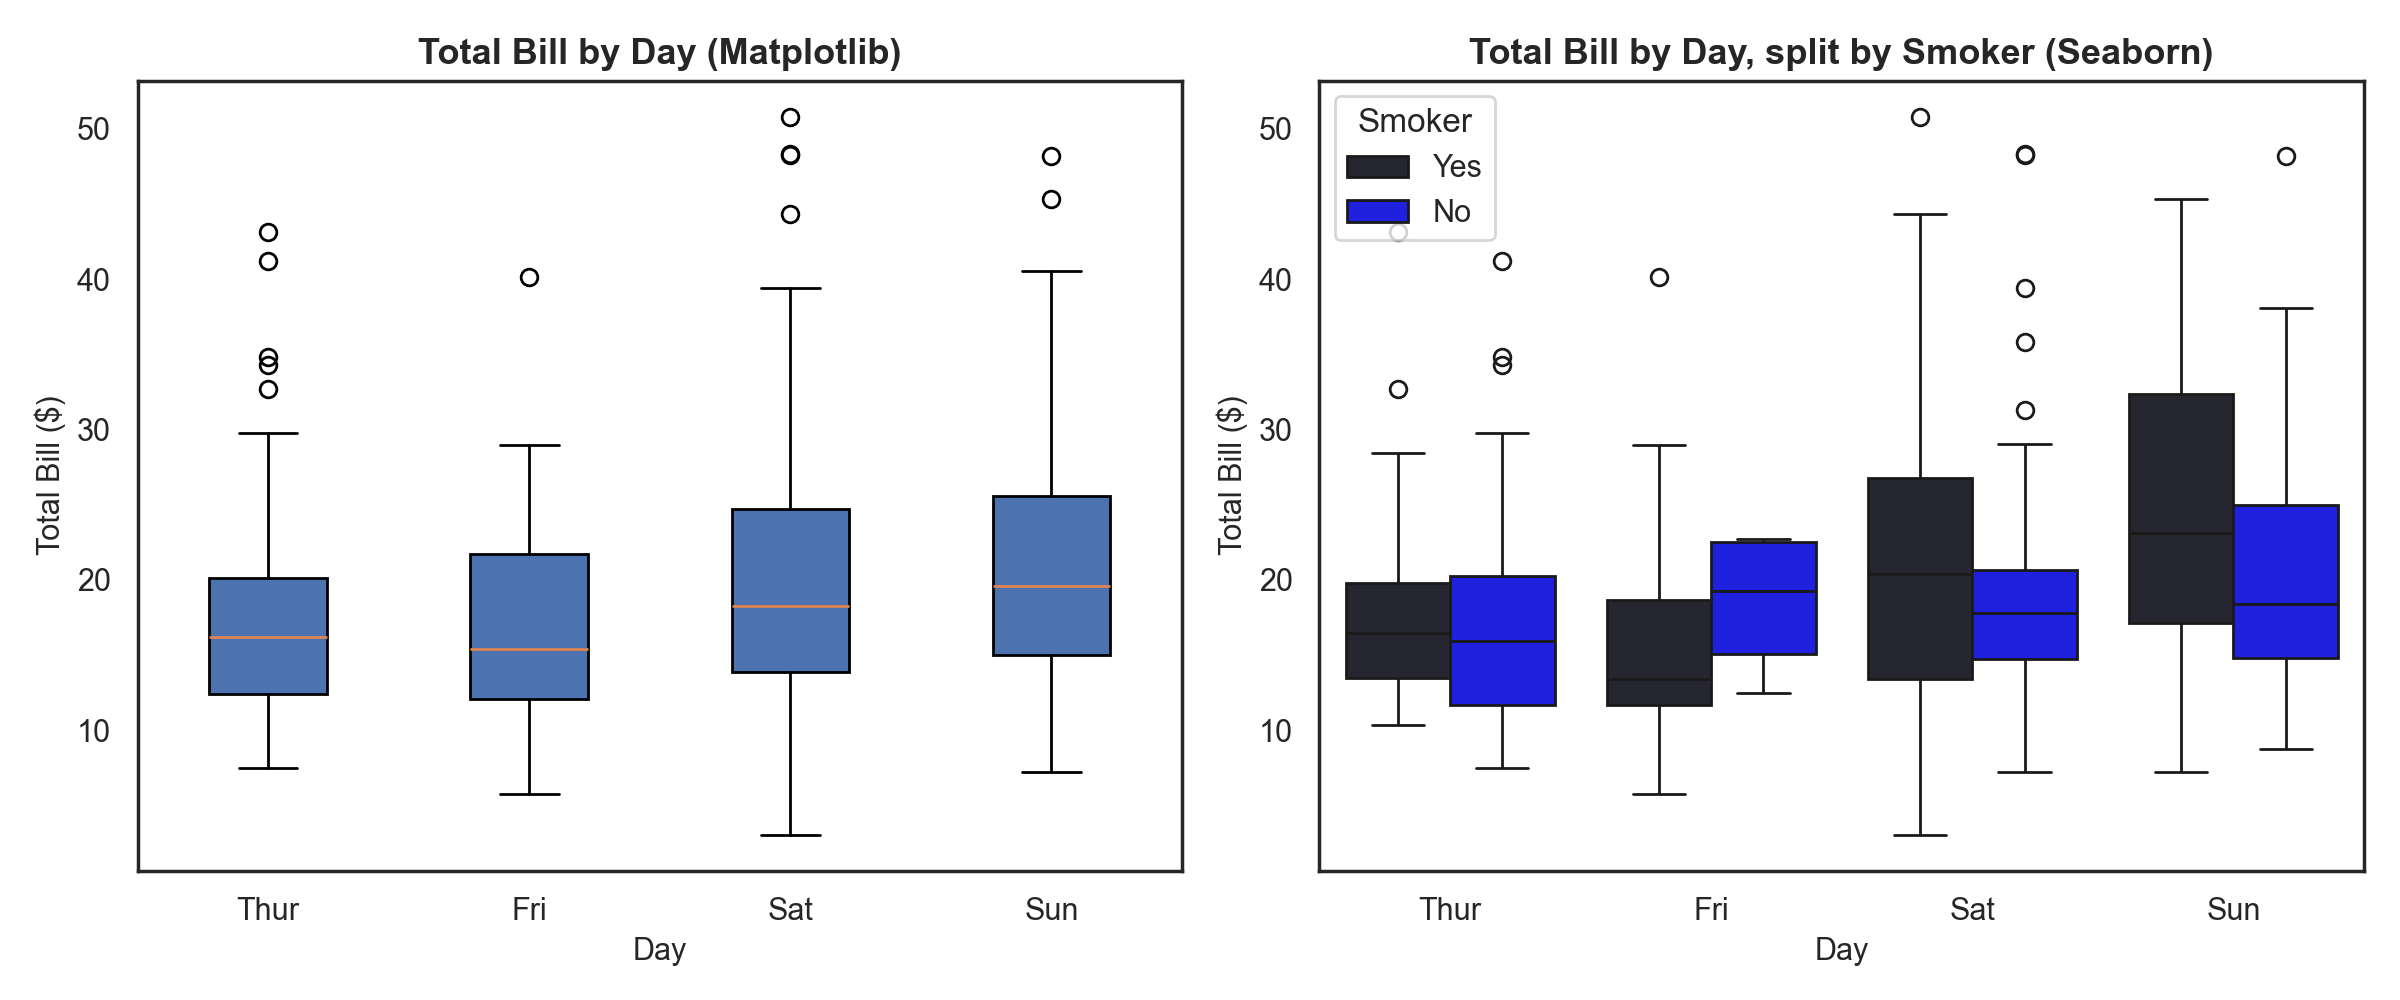 Total Bill by Day (Matplotlib)
50
40
30
20
10
Total Bill ($)
Thur Fri Sat Sun
Day
Total Bill by Day, split by Smoker (Seaborn)
Smoker
Yes
No
50
40
30
20
10
Total Bill ($)
Thur Fri Sat Sun
Day